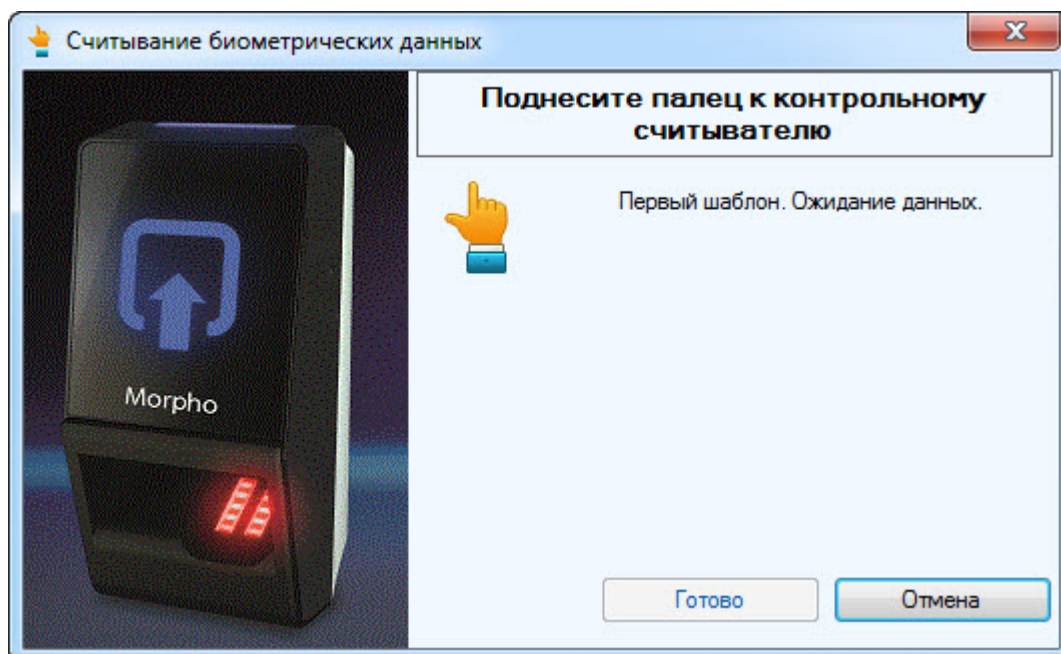 Считывание биометрических данных
Поднесите палец к контрольному
считывателю
Первый шаблон. Ожидание данных.
Morpho
Готово
Отмена